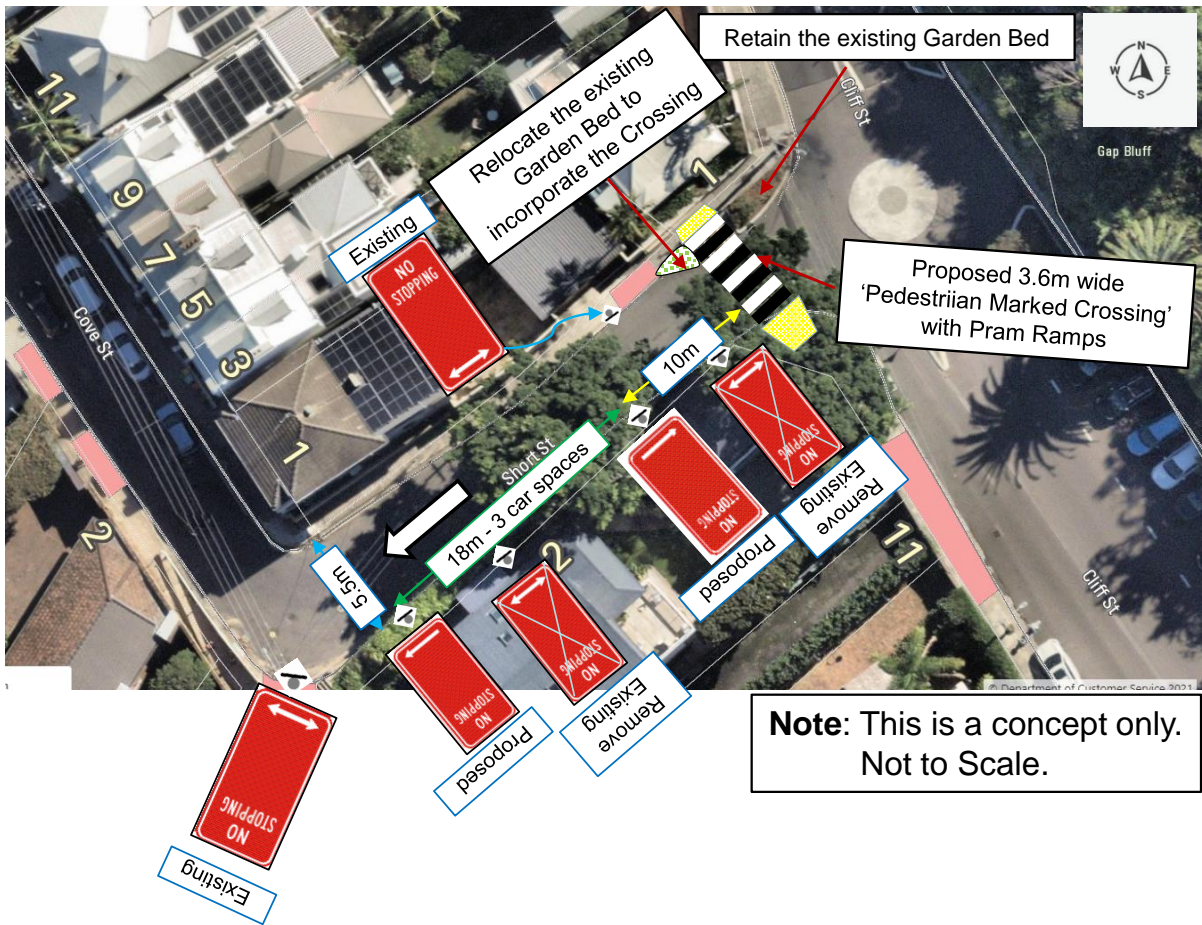 Retain the existing Garden Bed
Relocate the existing
Garden Bed to
incorporate the Crossing
N
W
E
S
Gap Bluff
Cliff St
11
9
7
5
3
1
1
Existing
NO
STOPPING
Proposed 3.6m wide
‘Pedestriian Marked Crossing’
with Pram Ramps
Cove St
10m
Short St
18m - 3 car spaces
5.5m
2
2
11
Cliff St
NO
STOPPING
Remove
Existing
NO
STOPPING
Proposed
NO
STOPPING
Remove
Existing
NO
STOPPING
Proposed
NO
STOPPING
Existing
© Department of Customer Service 2021
Note: This is a concept only.
Not to Scale.